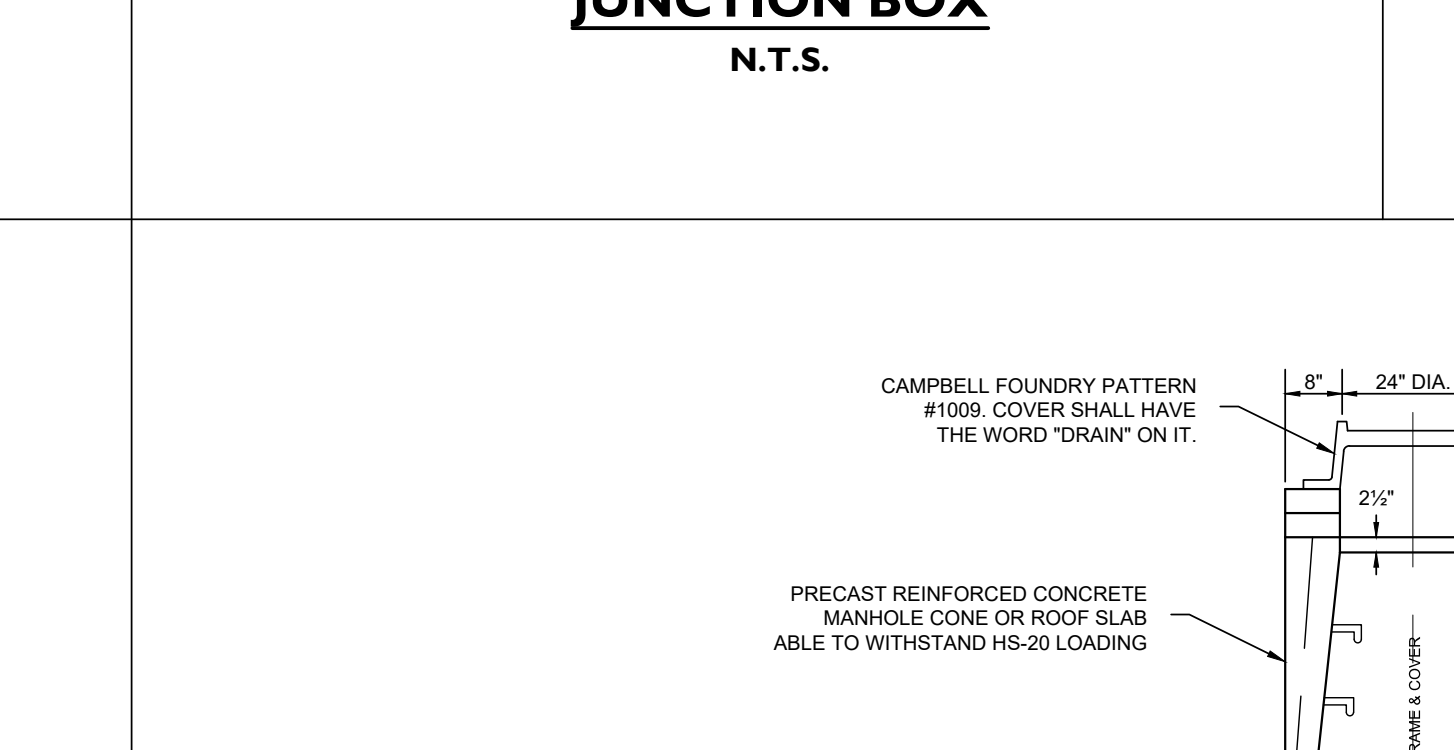 JUNCTION BOX
N.T.S.
CAMPBELL FOUNDRY PATTERN
#1009. COVER SHALL HAVE
THE WORD "DRAIN" ON IT.
8"
24" DIA.
2½"
PRECAST REINFORCED CONCRETE
MANHOLE CONE OR ROOF SLAB
ABLE TO WITHSTAND HS-20 LOADING
& COVER